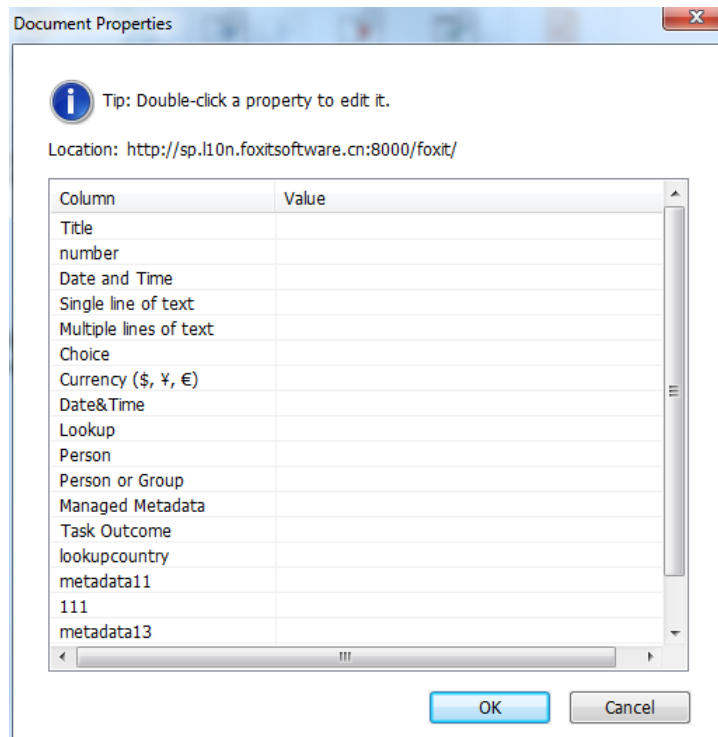 Document Properties
Tip: Double-click a property to edit it.
Location: http://sp.l10n.foxitsoftware.cn:8000/foxit/
Column Value
Title
number
Date and Time
Single line of text
Multiple lines of text
Choice
Currency ($, ¥, €)
Date&Time
Lookup
Person
Person or Group
Managed Metadata
Task Outcome
lookupcountry
metadata11
111
metadata13
OK Cancel